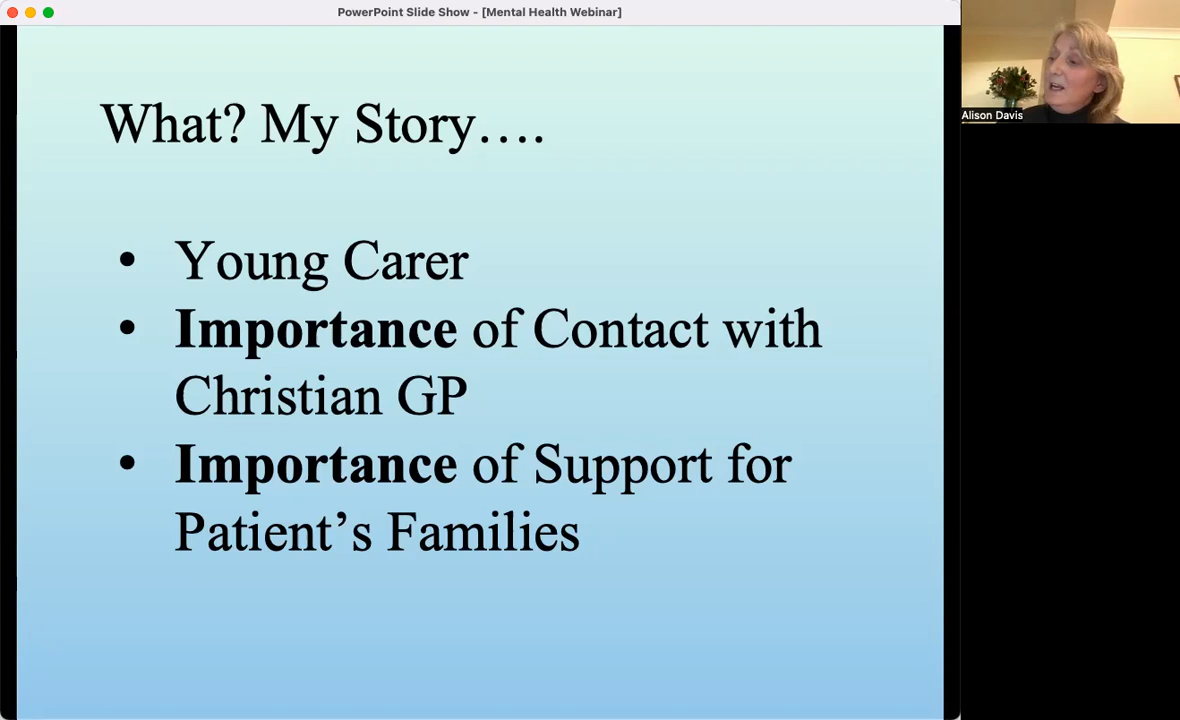 PowerPoint Slide Show - [Mental Health Webinar]
What? My Story….
• Young Carer
• Importance of Contact with
Christian GP
• Importance of Support for
Patient’s Families
Alison Davis